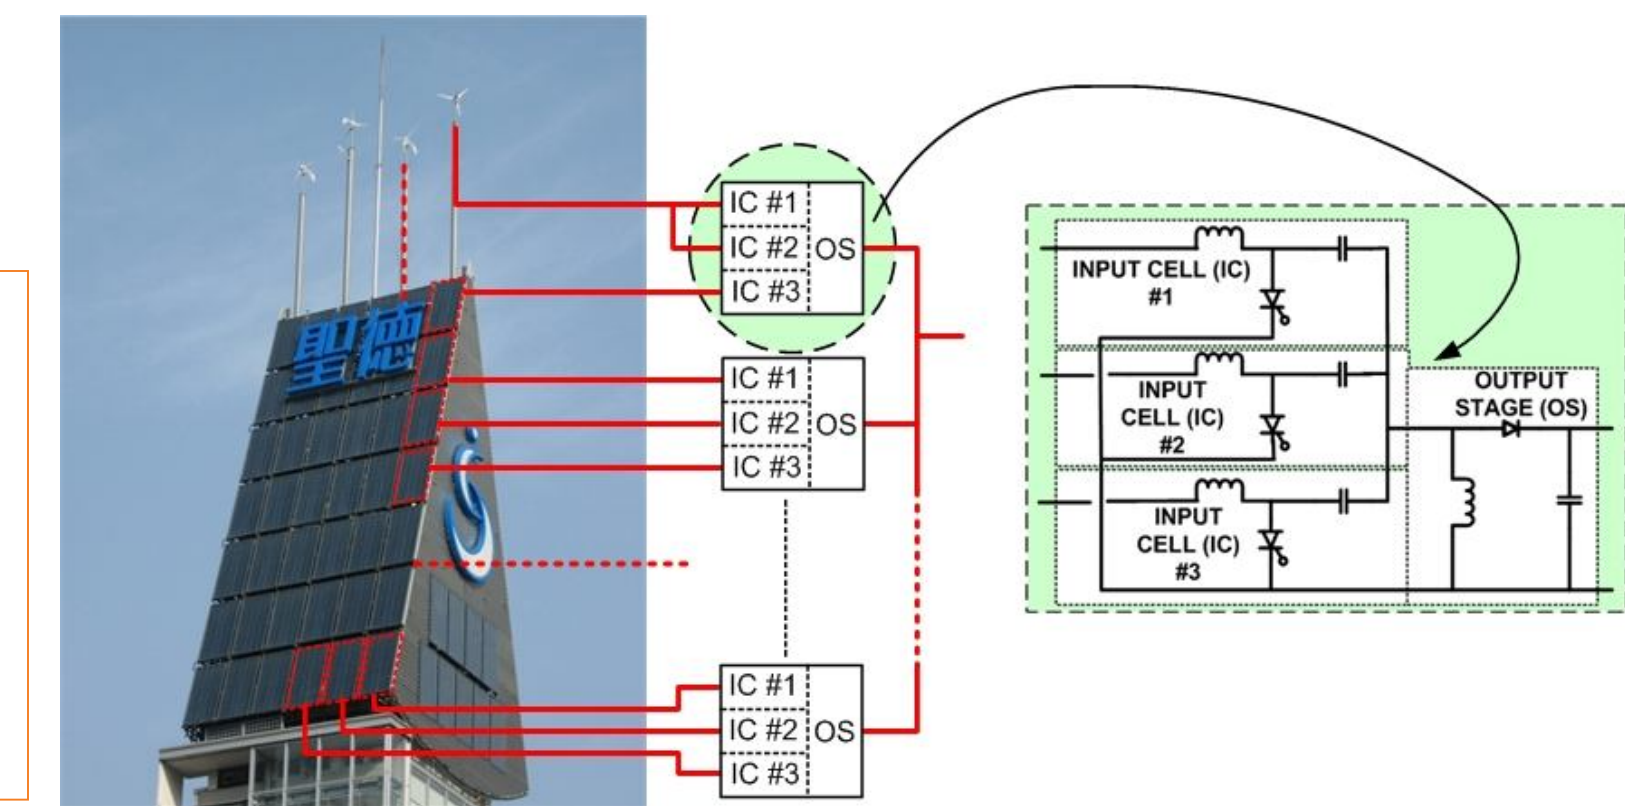 聖德
IC #1
IC #2
IC #3
OS
IC #1
IC #2
IC #3
OS
IC #1
IC #2
IC #3
OS
INPUT CELL (IC)
#1
INPUT
CELL (IC)
#2
INPUT
CELL (IC)
#3
OUTPUT
STAGE (OS)